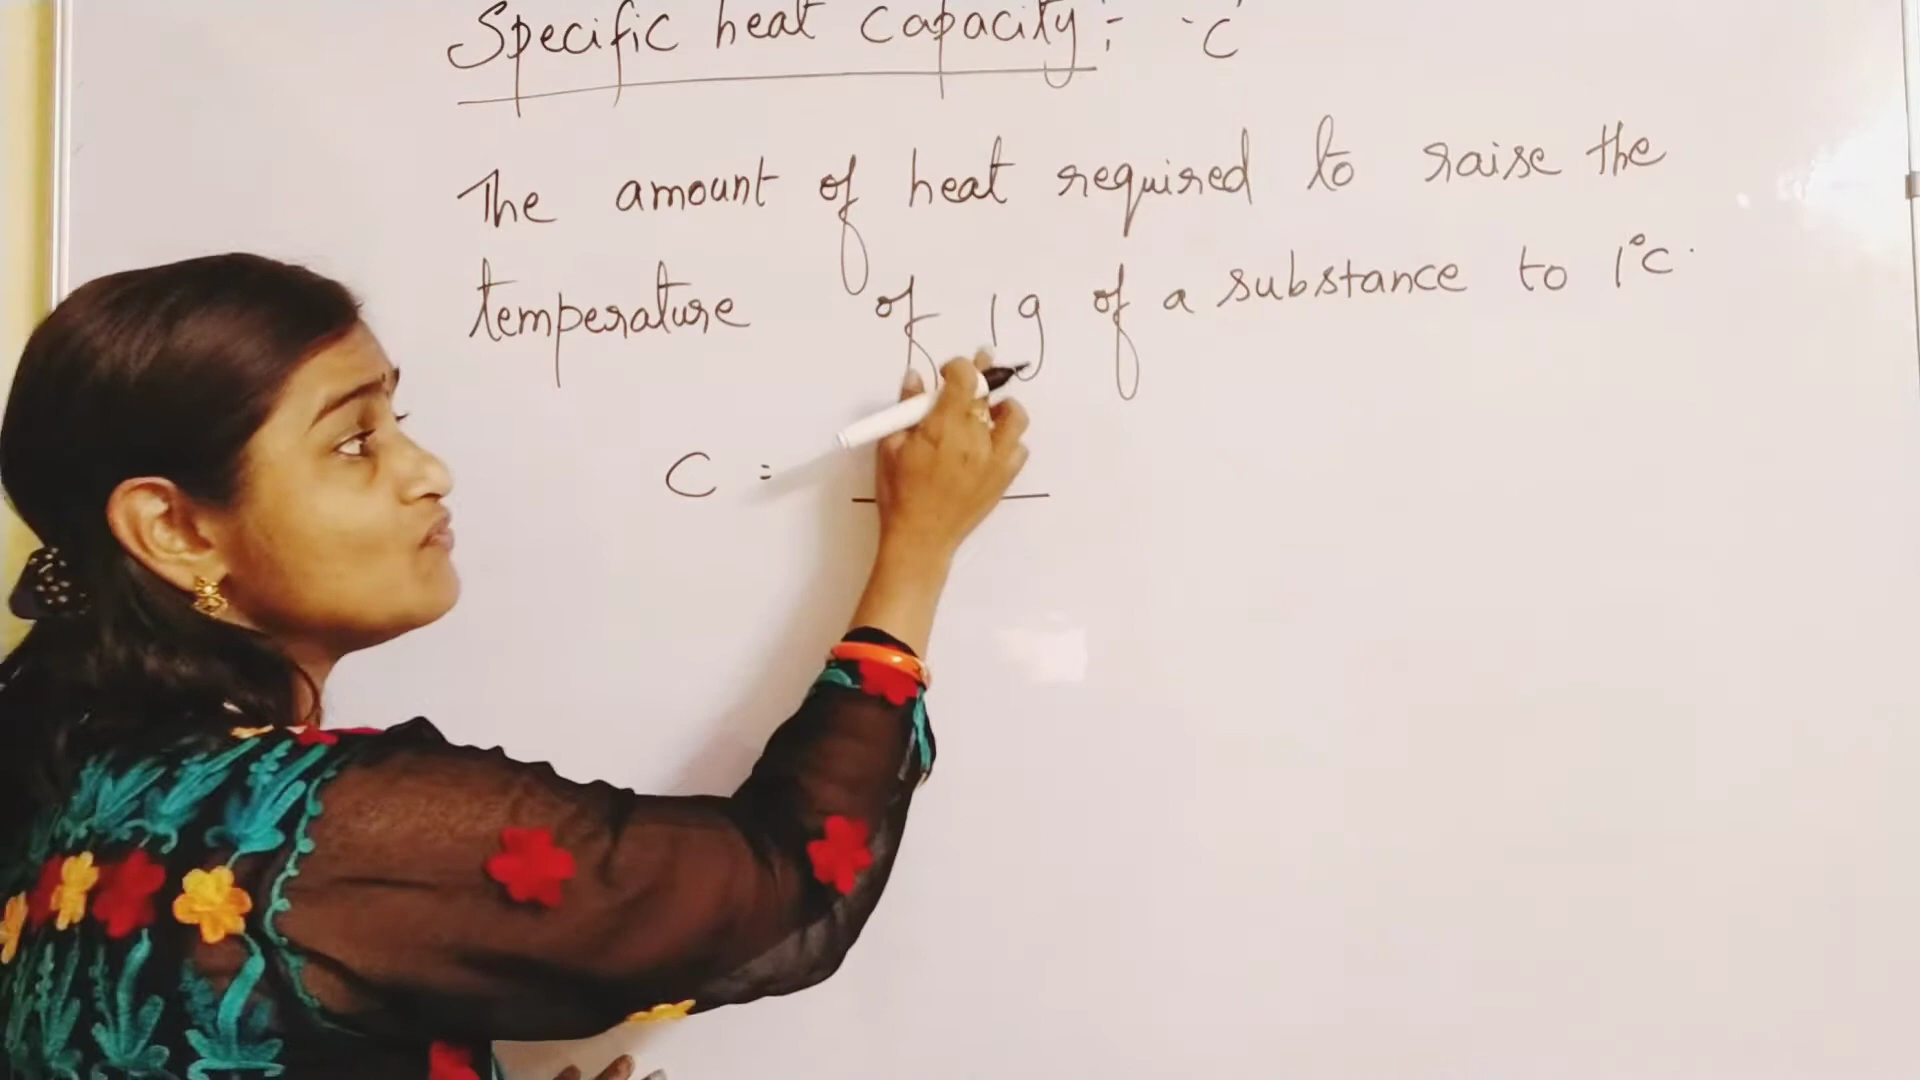 Specific heat capacity :- 'C'
The amount of heat required to raise the
temperature of 1g of a substance to 1°C.
C =